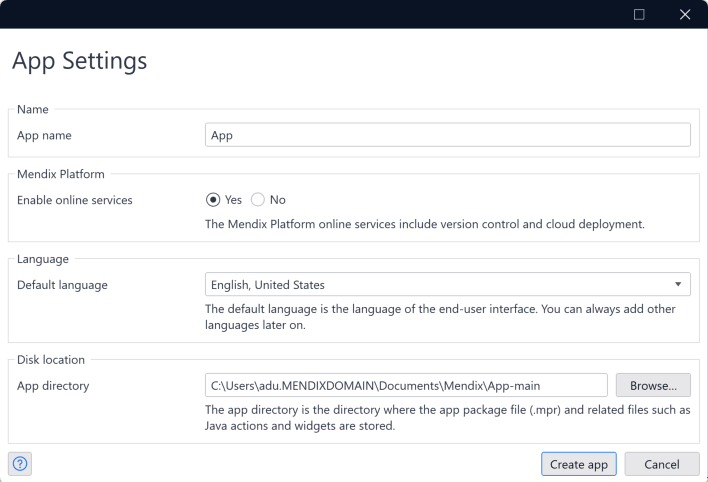 App Settings
Name
App name
App
Mendix Platform
Enable online services
Yes
No
The Mendix Platform online services include version control and cloud deployment.
Language
Default language
English, United States
The default language is the language of the end-user interface. You can always add other
languages later on.
Disk location
App directory
C:\Users\adu.MENDIXDOMAIN\Documents\Mendix\App-main
Browse...
The app directory is the directory where the app package file (.mpr) and related files such as
Java actions and widgets are stored.
?
Create app
Cancel